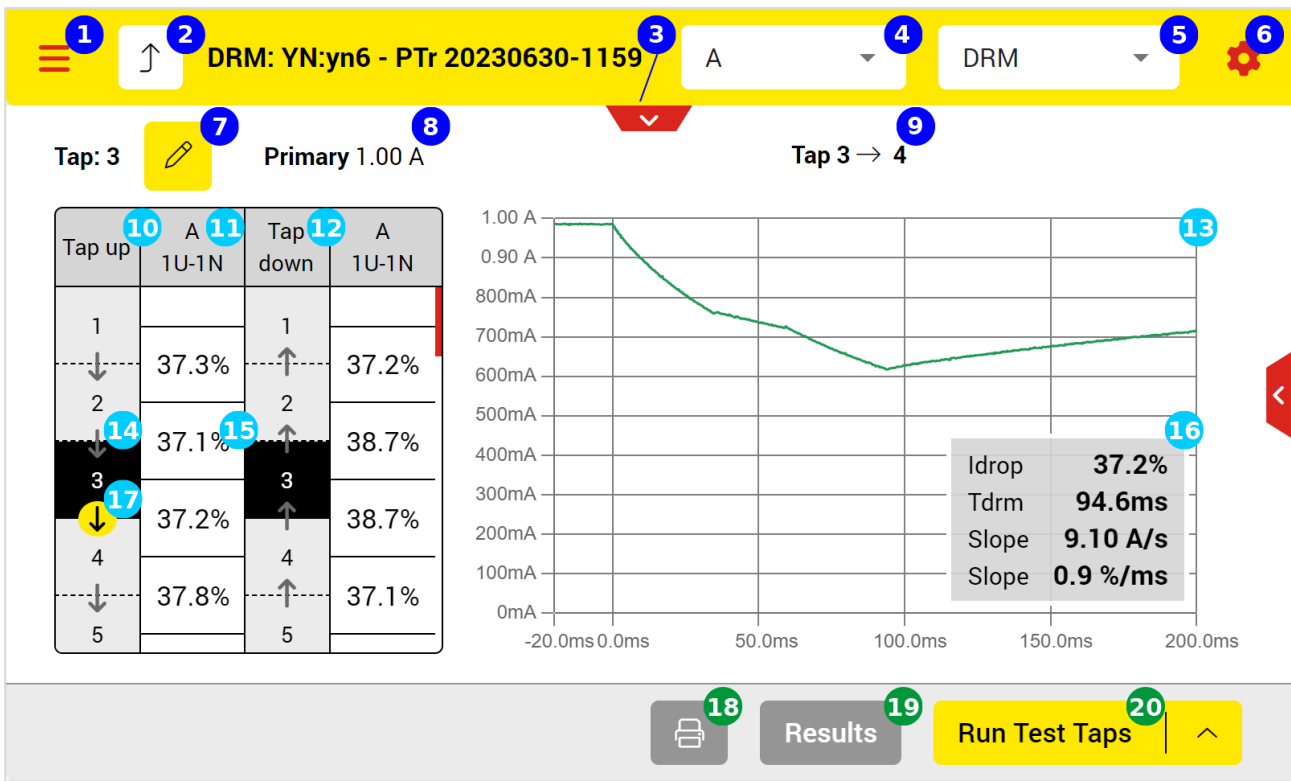 1
2
3
4
5
6
DRM: YN:yn6 - PTr 20230630-1159
A
DRM
7
8
9
Tap: 3
Primary 1.00 A
Tap 3 → 4
10
11
12
13
Tap up
A
1U-1N
Tap
down
A
1U-1N
1
1
37.3%
37.2%
2
2
14
15
37.1%
38.7%
3
3
17
37.2%
38.7%
4
4
37.8%
37.1%
5
5
1.00 A
0.90 A
800mA
700mA
600mA
500mA
400mA
300mA
200mA
100mA
0mA
-20.0ms
0.0ms
50.0ms
100.0ms
150.0ms
200.0ms
16
Idrop 37.2%
Tdrm 94.6ms
Slope 9.10 A/s
Slope 0.9 %/ms
18
19
20
Results
Run Test Taps